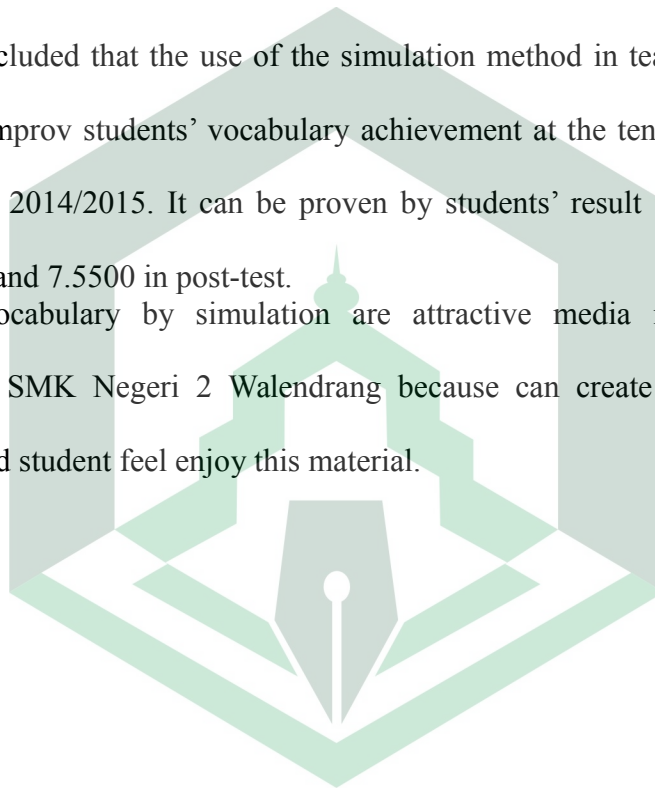 cluded that the use of the simulation method in tea
mprov students’ vocabulary achievement at the ten
2014/2015. It can be proven by students’ result
and 7.5500 in post-test.
ocabulary by simulation are attractive media
SMK Negeri 2 Walendrang because can create
d student feel enjoy this material.